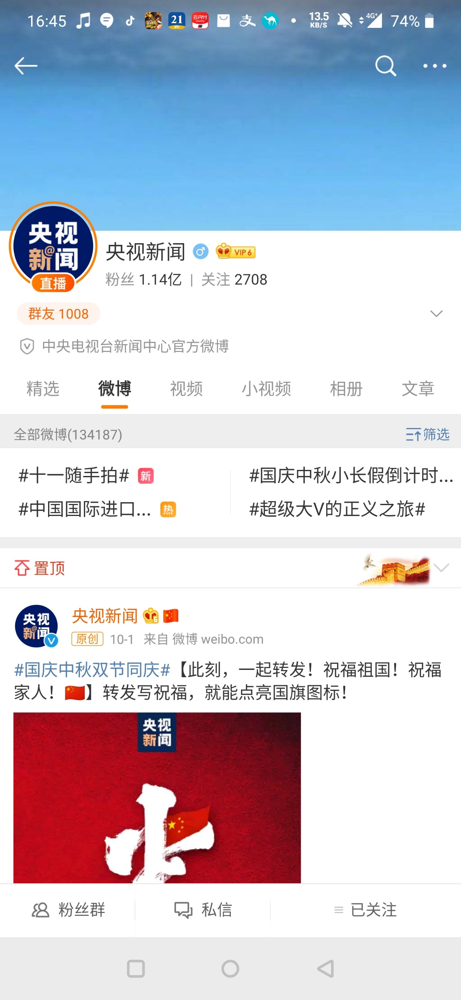 16:45
21
云闪付
支
13.5
KB/S
4G+
74%
央视
新@闻
直播
央视新闻
VIP 6
粉丝 1.14亿 | 关注 2708
群友 1008
中央电视台新闻中心官方微博
精选 微博 视频 小视频 相册 文章
全部微博(134187)
筛选
#十一随手拍# 新
#国庆中秋小长假倒计时...
#中国国际进口... 热
#超级大V的正义之旅#
置顶
央视
新@闻
央视新闻
原创 10-1 来自 微博 weibo.com
#国庆中秋双节同庆#【此刻，一起转发！祝福祖国！祝福
家人！🇨🇳】转发写祝福，就能点亮国旗图标！
央视
新闻
粉丝群
私信
已关注